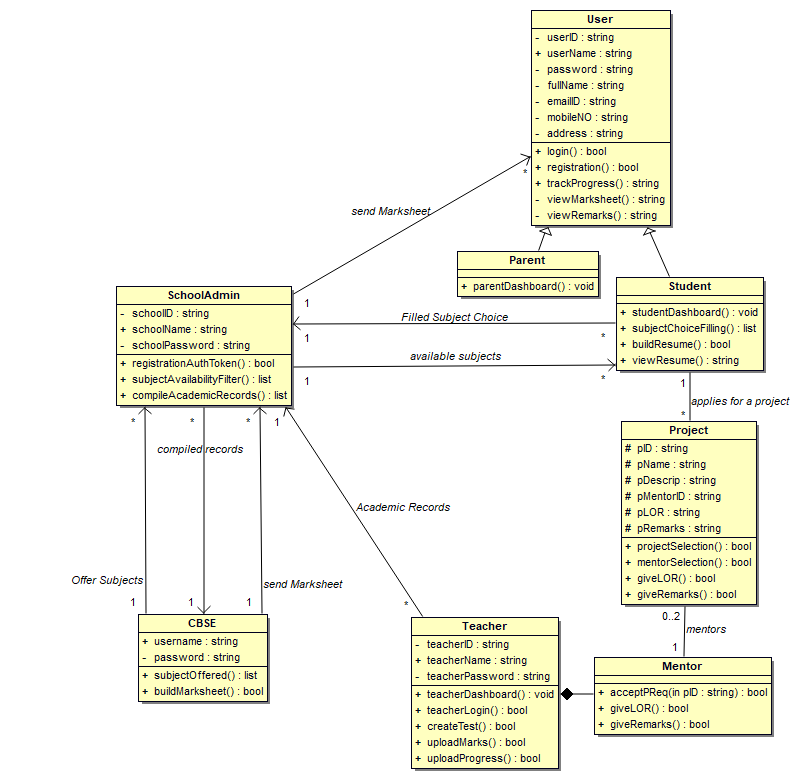 User
- userID : string
+ userName : string
- password : string
- fullName : string
- emailID : string
- mobileNO : string
- address : string
+ login() : bool
+ registration() : bool
+ trackProgress() : string
- viewMarksheet() : string
- viewRemarks() : string
*
send Marksheet
1
Parent
+ parentDashboard() : void
Student
+ studentDashboard() : void
+ subjectChoiceFilling() : list
+ buildResume() : bool
+ viewResume() : string
SchoolAdmin
- schoolID : string
+ schoolName : string
- schoolPassword : string
+ registrationAuthToken() : bool
+ subjectAvailabilityFilter() : list
+ compileAcademicRecords() : list
Filled Subject Choice
1
*
available subjects
1
*
1
applies for a project
*
Project
# pID : string
# pName : string
# pDescrip : string
# pMentorID : string
# pLOR : string
# pRemarks : string
+ projectSelection() : bool
+ mentorSelection() : bool
+ giveLOR() : bool
+ giveRemarks() : bool
* * * 1
compiled records
Academic Records
Offer Subjects
send Marksheet
1 1 1
*
CBSE
+ username : string
- password : string
+ subjectOffered() : list
+ buildMarksheet() : bool
Teacher
- teacherID : string
+ teacherName : string
- teacherPassword : string
+ teacherDashboard() : void
+ teacherLogin() : bool
+ createTest() : bool
+ uploadMarks() : bool
+ uploadProgress() : bool
0..2
mentors
1
Mentor
+ acceptPReq(in pID : string) : bool
+ giveLOR() : bool
+ giveRemarks() : bool